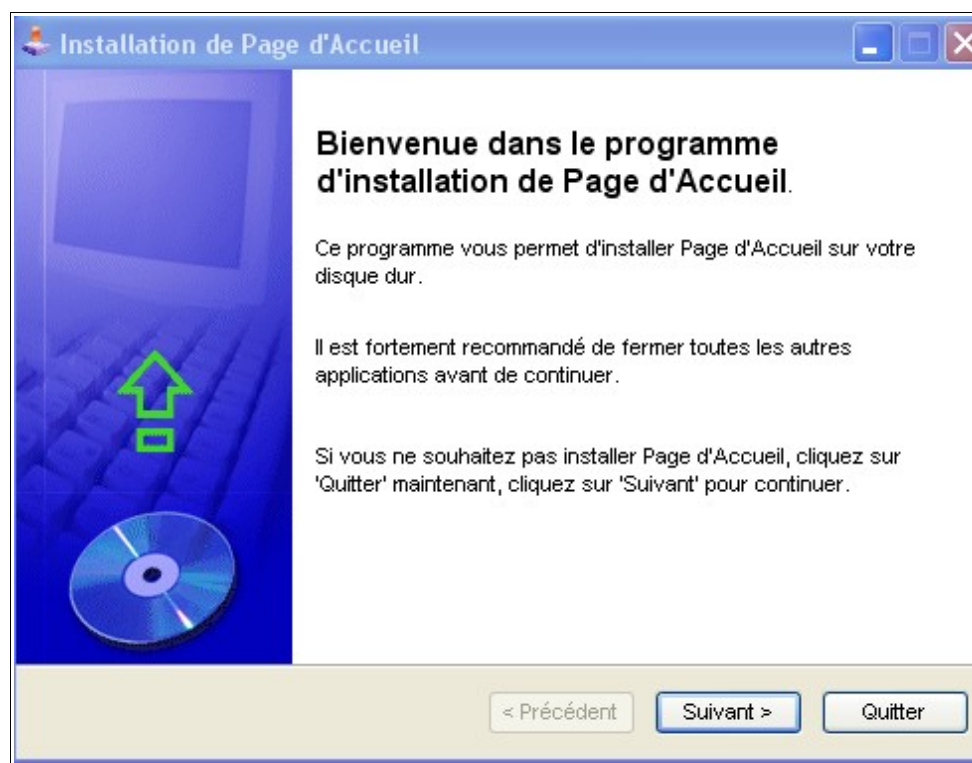 Installation de Page d'Accueil
Bienvenue dans le programme
d'installation de Page d'Accueil.
Ce programme vous permet d'installer Page d'Accueil sur votre
disque dur.
Il est fortement recommandé de fermer toutes les autres
applications avant de continuer.
Si vous ne souhaitez pas installer Page d'Accueil, cliquez sur
'Quitter' maintenant, cliquez sur 'Suivant' pour continuer.
< Précédent Suivant > Quitter